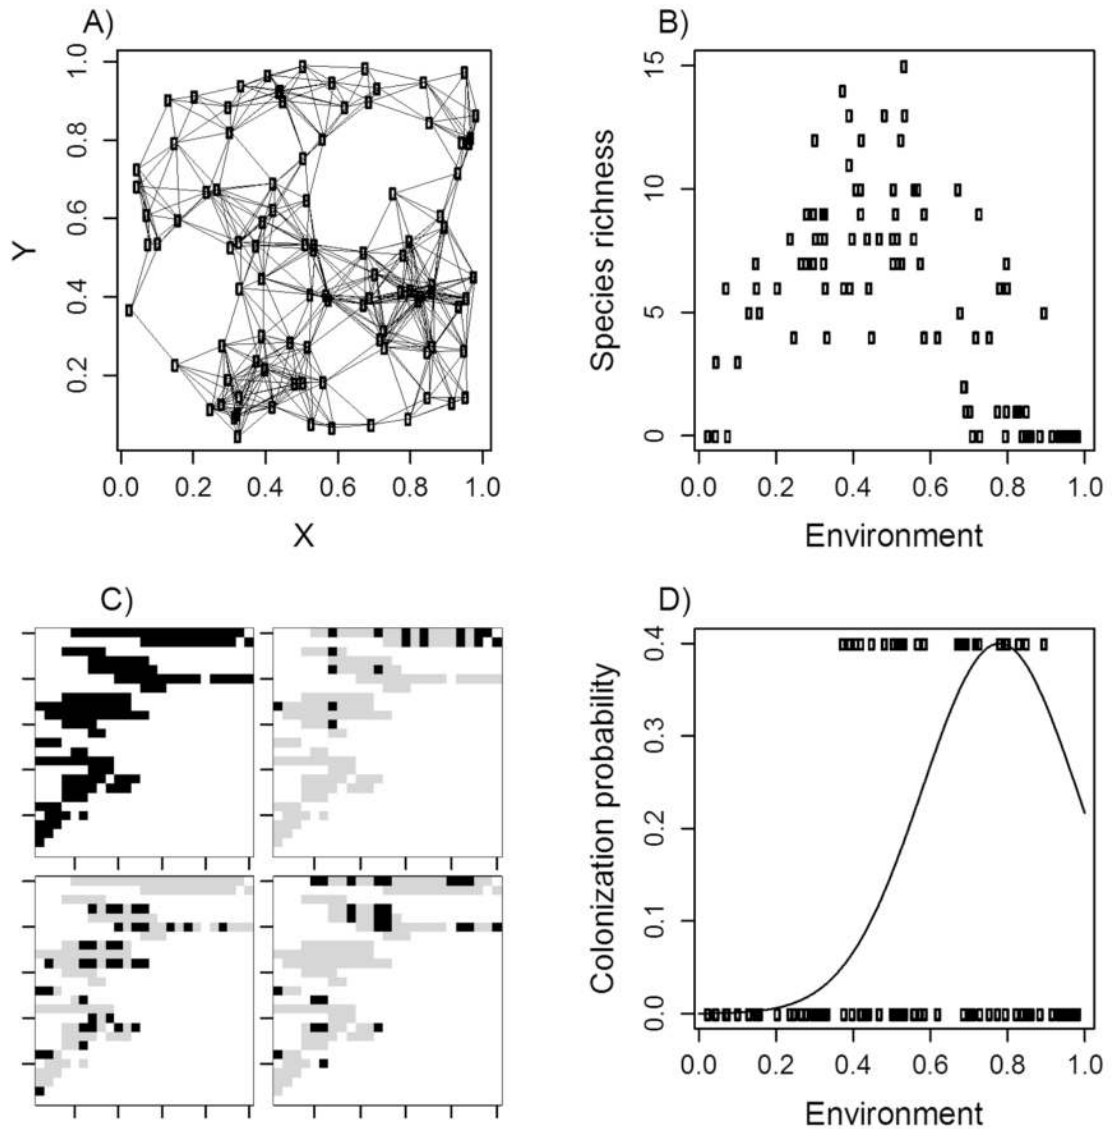 A)
Y
1.0
0.8
0.6
0.4
0.2
0.0 0.2 0.4 0.6 0.8 1.0
X
B)
Species richness
15
10
5
0
0.0 0.2 0.4 0.6 0.8 1.0
Environment
C)
D)
Colonization probability
0.4
0.3
0.2
0.1
0.0
0.0 0.2 0.4 0.6 0.8 1.0
Environment